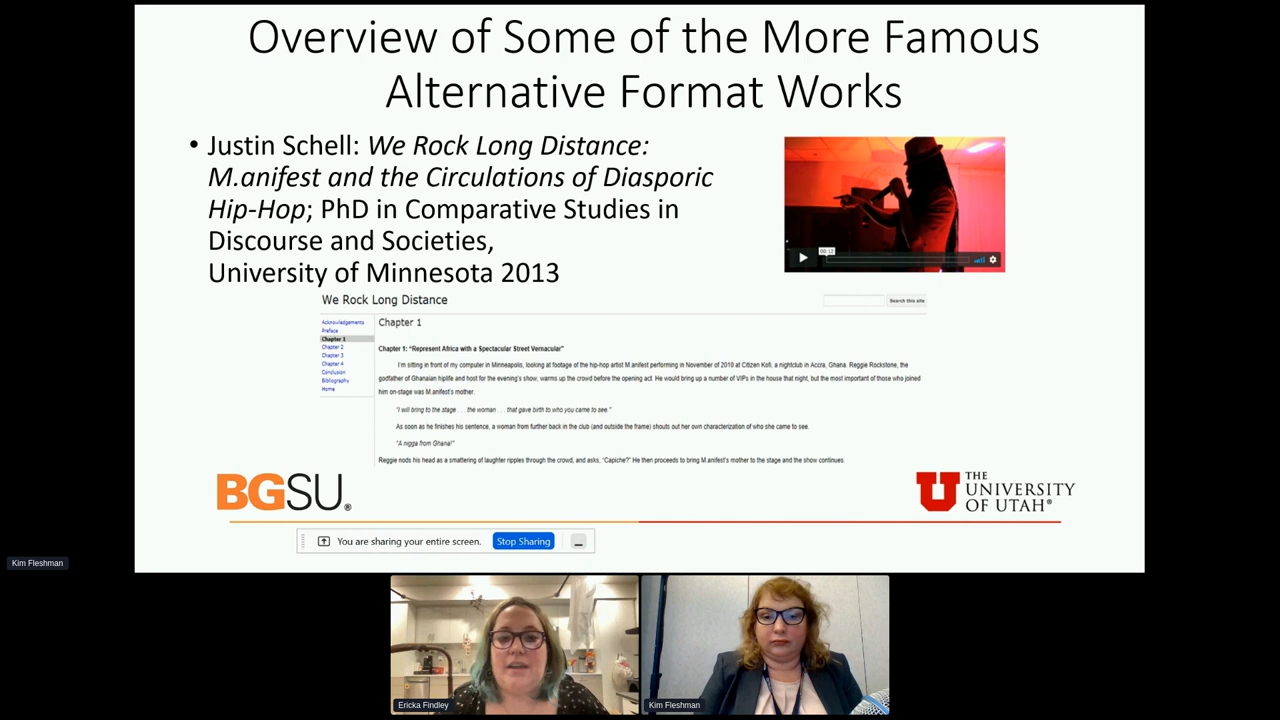 Overview of Some of the More Famous
Alternative Format Works
• Justin Schell: We Rock Long Distance:
M.anifest and the Circulations of Diasporic
Hip-Hop; PhD in Comparative Studies in
Discourse and Societies,
University of Minnesota 2013
00:17
We Rock Long Distance
Search this site
Acknowledgements
Preface
Chapter 1
Chapter 2
Chapter 3
Chapter 4
Conclusion
Bibliography
Home
Chapter 1
Chapter 1: “Represent Africa with a Spectacular Street Vernacular”
I'm sitting in front of my computer in Minneapolis, looking at footage of the hip-hop artist M.anifest performing in November of 2010 at Citizen Kofi, a nightclub in Accra, Ghana. Reggie Rockstone, the
godfather of Ghanaian hiplife and host for the evening's show, warms up the crowd before the opening act. He would bring up a number of VIPs in the house that night, but the most important of those who joined
him on-stage was M.anifest's mother.
“I will bring to the stage . . . the woman . . . that gave birth to who you came to see.”
As soon as he finishes his sentence, a woman from further back in the club (and outside the frame) shouts out her own characterization of who she came to see.
“A nigga from Ghana!”
Reggie nods his head as a smattering of laughter ripples through the crowd, and asks, “Capiche?” He then proceeds to bring M.anifest's mother to the stage and the show continues.
BGSU®
THE
UNIVERSITY
OF UTAH®
You are sharing your entire screen. Stop Sharing
Kim Fleshman
Ericka Findley
Kim Fleshman